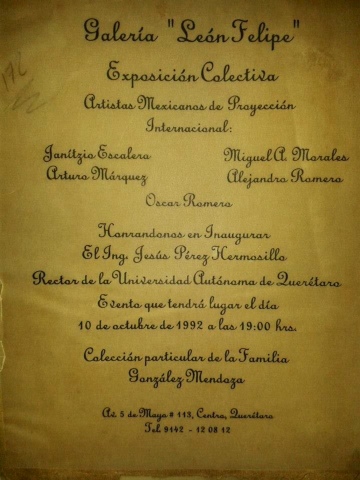 Galería "León Felipe"
Exposición Colectiva
Artistas Mexicanos de Proyección
Internacional:
Janítzio Escalera Miguel A. Morales
Arturo Márquez Alejandro Romero
Oscar Romero
Honrandonos en Inaugurar
El Ing. Jesús Pérez Hermosillo
Rector de la Universidad Autónoma de Querétaro
Evento que tendrá lugar el día
10 de octubre de 1992 a las 19:00 hrs.
Colección particular de la Familia
González Mendoza
Av. 5 de Mayo # 113, Centro, Querétaro
Tel. 9142 - 12 08 12